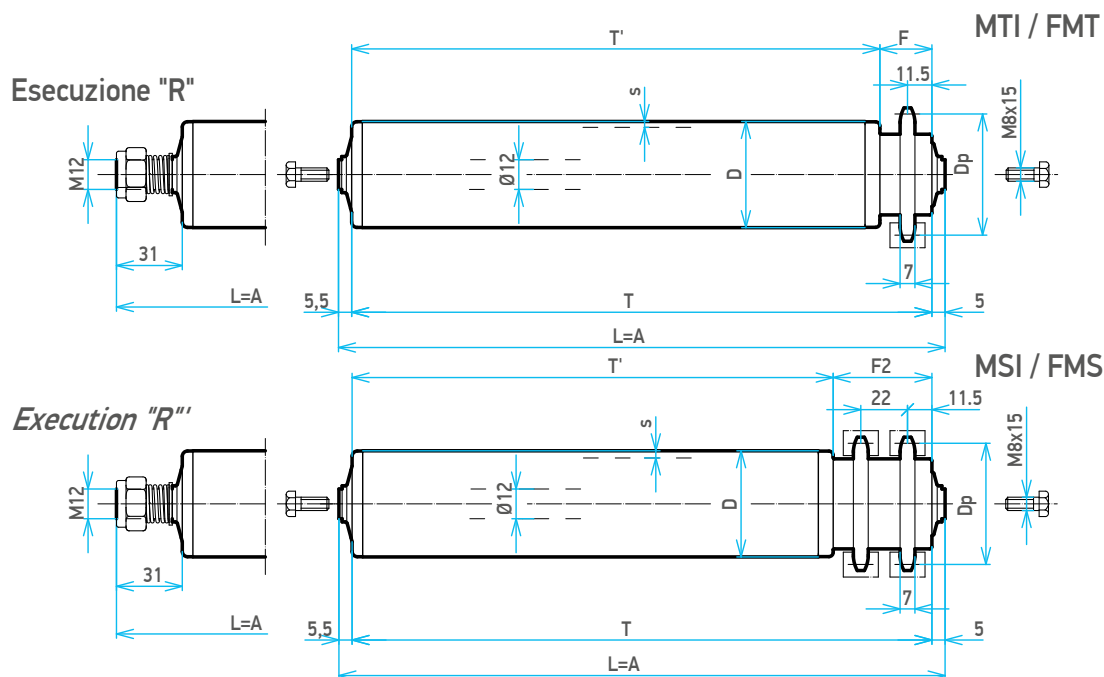 MTI / FMT
T'
F
11.5
Esecuzione "R"
s
M8x15
M12
Ø12
D
Dp
31
7
L=A
5,5
T
5
L=A
MSI / FMS
T'
F2
22
11.5
Execution "R"'
s
M8x15
M12
Ø12
D
Dp
31
7
L=A
5,5
T
5
L=A